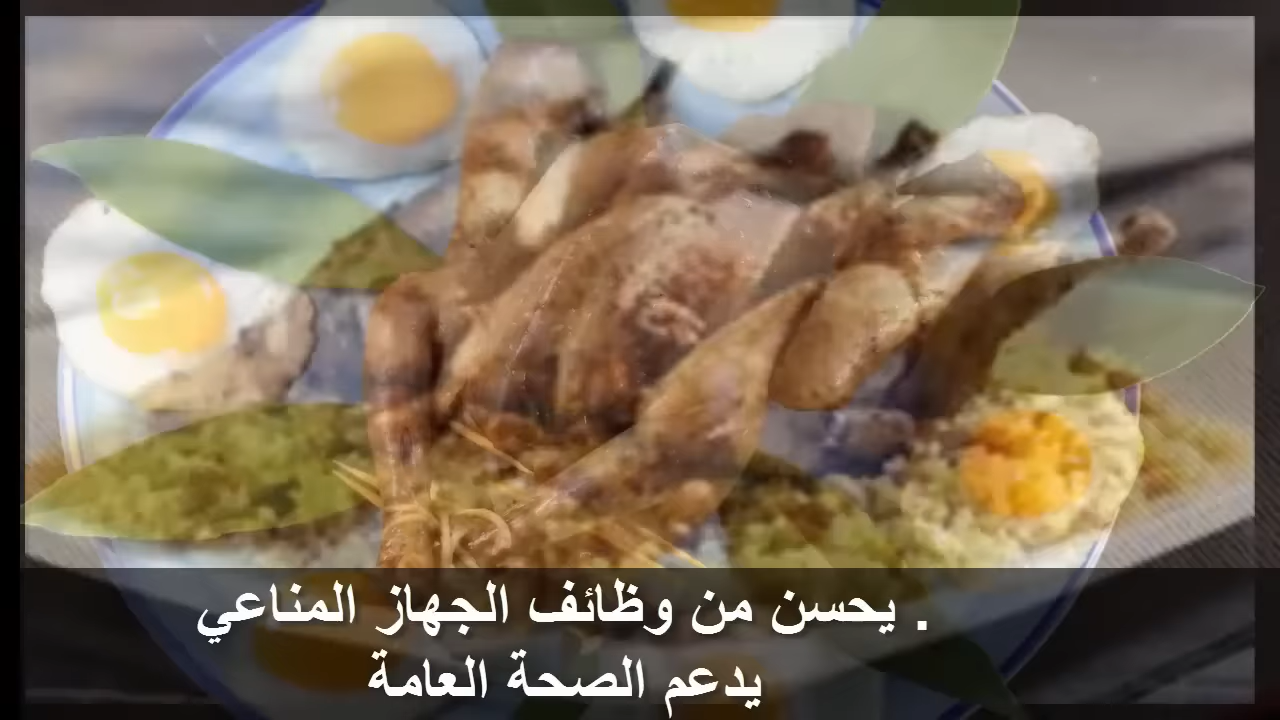 . يحسن من وظائف الجهاز المناعي
يدعم الصحة العامة